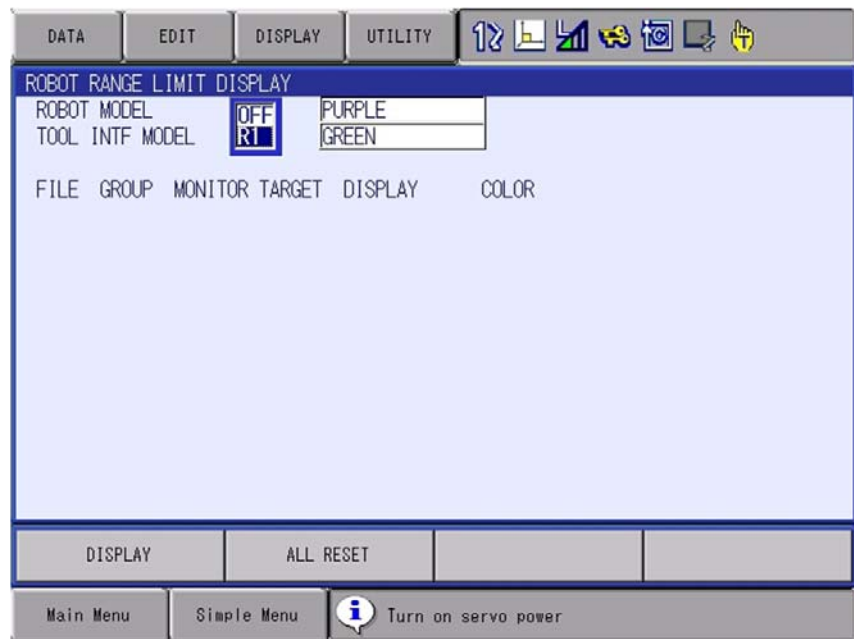 DATA EDIT DISPLAY UTILITY
ROBOT RANGE LIMIT DISPLAY
ROBOT MODEL OFF PURPLE
TOOL INTF MODEL R1 GREEN
FILE GROUP MONITOR TARGET DISPLAY COLOR
DISPLAY ALL RESET
Main Menu Simple Menu Turn on servo power